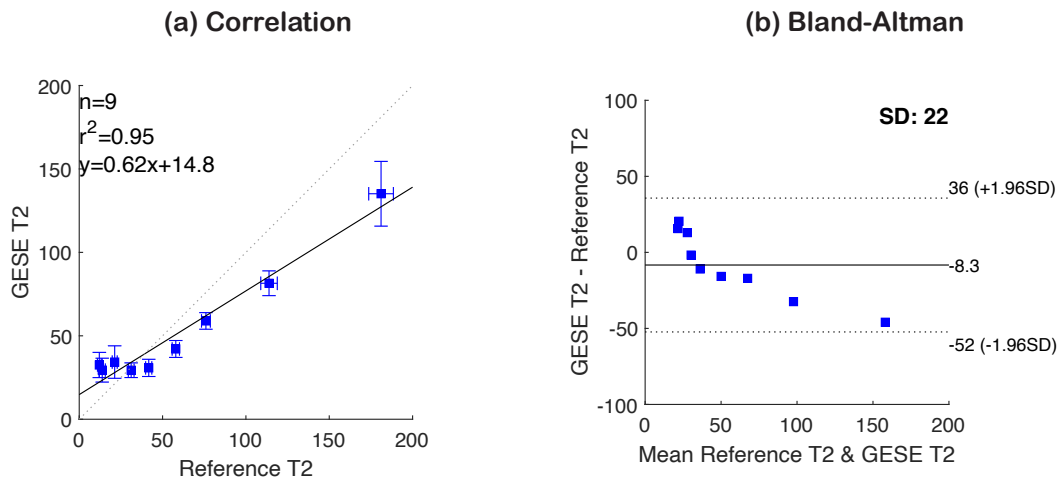 (a) Correlation
n=9
r²=0.95
y=0.62x+14.8
GESE T2
200
150
100
50
0
0
50
100
150
200
Reference T2
(b) Bland-Altman
SD: 22
GESE T2 - Reference T2
100
50
0
-50
-100
36 (+1.96SD)
-8.3
-52 (-1.96SD)
0
50
100
150
200
Mean Reference T2 & GESE T2